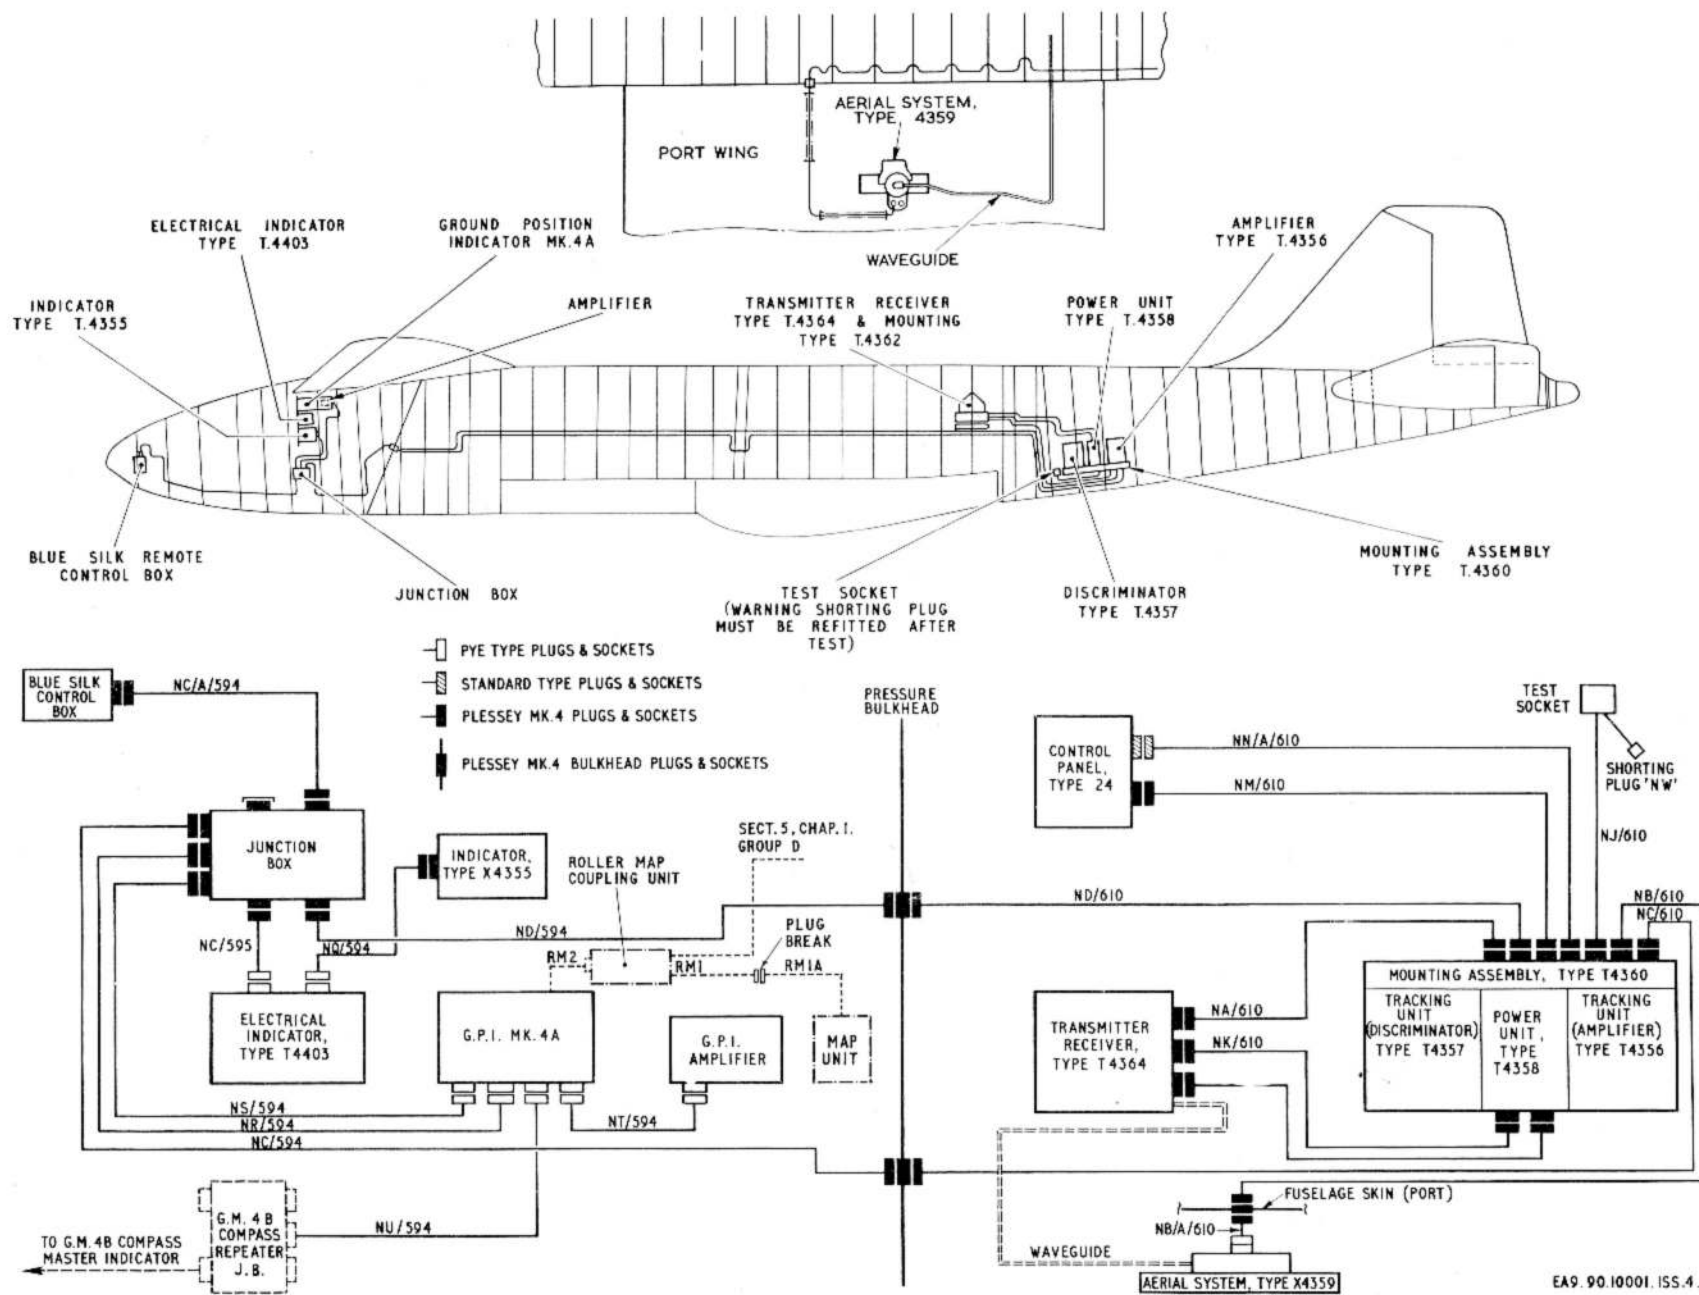 AERIAL SYSTEM,
TYPE 4359
PORT WING
WAVEGUIDE
ELECTRICAL INDICATOR
TYPE T.4403
GROUND POSITION
INDICATOR MK.4A
AMPLIFIER
TYPE T.4356
INDICATOR
TYPE T.4355
AMPLIFIER
TRANSMITTER RECEIVER
TYPE T.4364 & MOUNTING
TYPE T.4362
POWER UNIT
TYPE T.4358
BLUE SILK REMOTE
CONTROL BOX
JUNCTION BOX
TEST SOCKET
(WARNING SHORTING PLUG
MUST BE REFITTED AFTER
TEST)
DISCRIMINATOR
TYPE T.4357
MOUNTING ASSEMBLY
TYPE T.4360
PYE TYPE PLUGS & SOCKETS
STANDARD TYPE PLUGS & SOCKETS
PLESSEY MK.4 PLUGS & SOCKETS
PLESSEY MK.4 BULKHEAD PLUGS & SOCKETS
BLUE SILK
CONTROL
BOX
NC/A/594
PRESSURE
BULKHEAD
CONTROL
PANEL,
TYPE 24
NN/A/610
NM/610
TEST
SOCKET
SHORTING
PLUG 'NW'
NJ/610
JUNCTION
BOX
INDICATOR,
TYPE X4355
ROLLER MAP
COUPLING UNIT
SECT. 5, CHAP. I.
GROUP D
NC/595
NQ/594
ND/594
ND/610
NB/610
NC/610
PLUG
BREAK
RM2
RM1
RM1A
ELECTRICAL
INDICATOR,
TYPE T4403
G.P.I. MK. 4A
G.P.I.
AMPLIFIER
MAP
UNIT
TRANSMITTER
RECEIVER,
TYPE T4364
NA/610
NK/610
MOUNTING ASSEMBLY, TYPE T4360
TRACKING
UNIT
(DISCRIMINATOR)
TYPE T4357
POWER
UNIT,
TYPE
T4358
TRACKING
UNIT
(AMPLIFIER)
TYPE T4356
NS/594
NR/594
NC/594
NT/594
G.M. 4B
COMPASS
REPEATER
J.B.
NU/594
TO G.M. 4B COMPASS
MASTER INDICATOR
FUSELAGE SKIN (PORT)
NB/A/610
WAVEGUIDE
AERIAL SYSTEM, TYPE X4359
EA9. 90.10001. ISS.4.